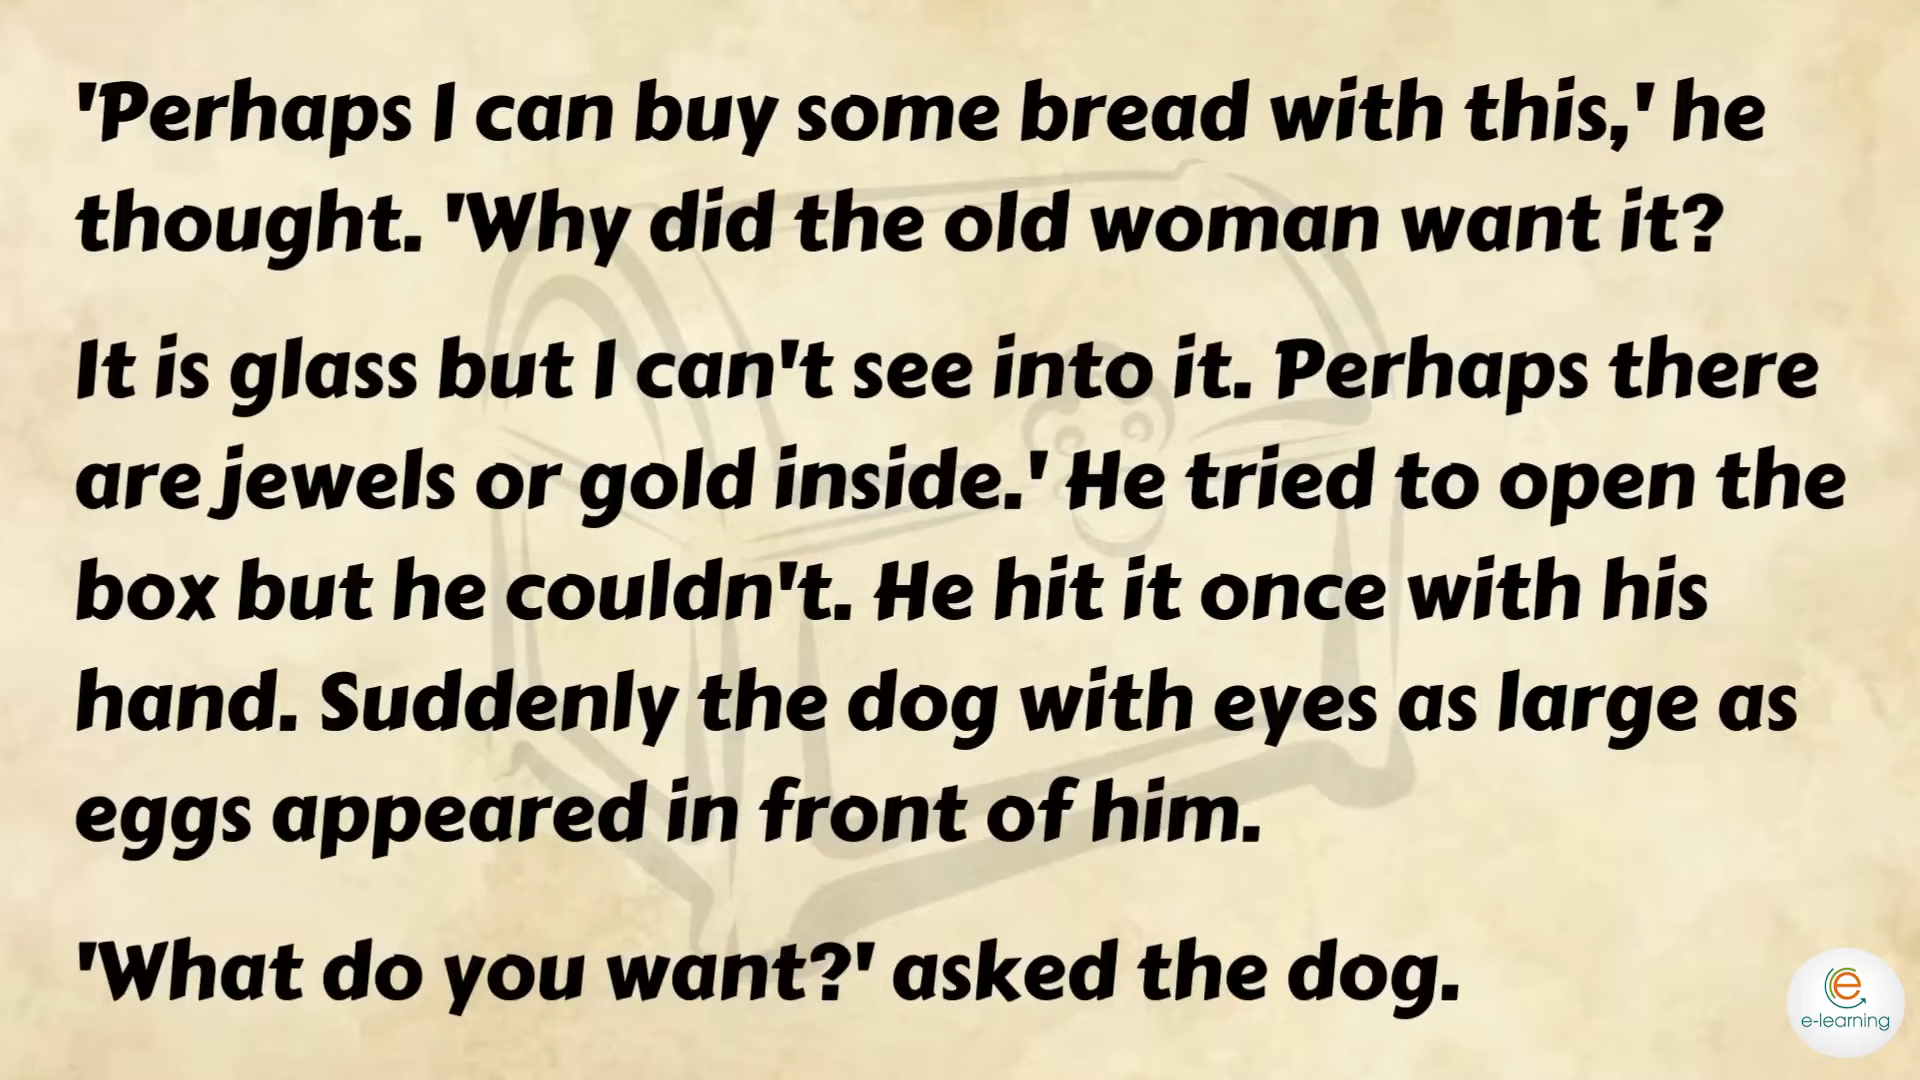 'Perhaps I can buy some bread with this,' he
thought. 'Why did the old woman want it?
It is glass but I can't see into it. Perhaps there
are jewels or gold inside.' He tried to open the
box but he couldn't. He hit it once with his
hand. Suddenly the dog with eyes as large as
eggs appeared in front of him.
'What do you want?' asked the dog.
e
e-learning